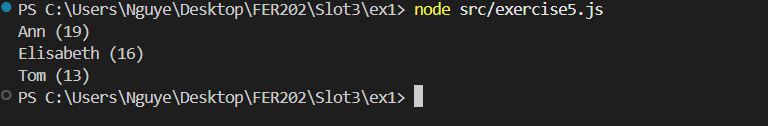 PS C:\Users\Nguye\Desktop\FER202\Slot3\ex1> node src/exercise5.js
Ann (19)
Elisabeth (16)
Tom (13)
PS C:\Users\Nguye\Desktop\FER202\Slot3\ex1>